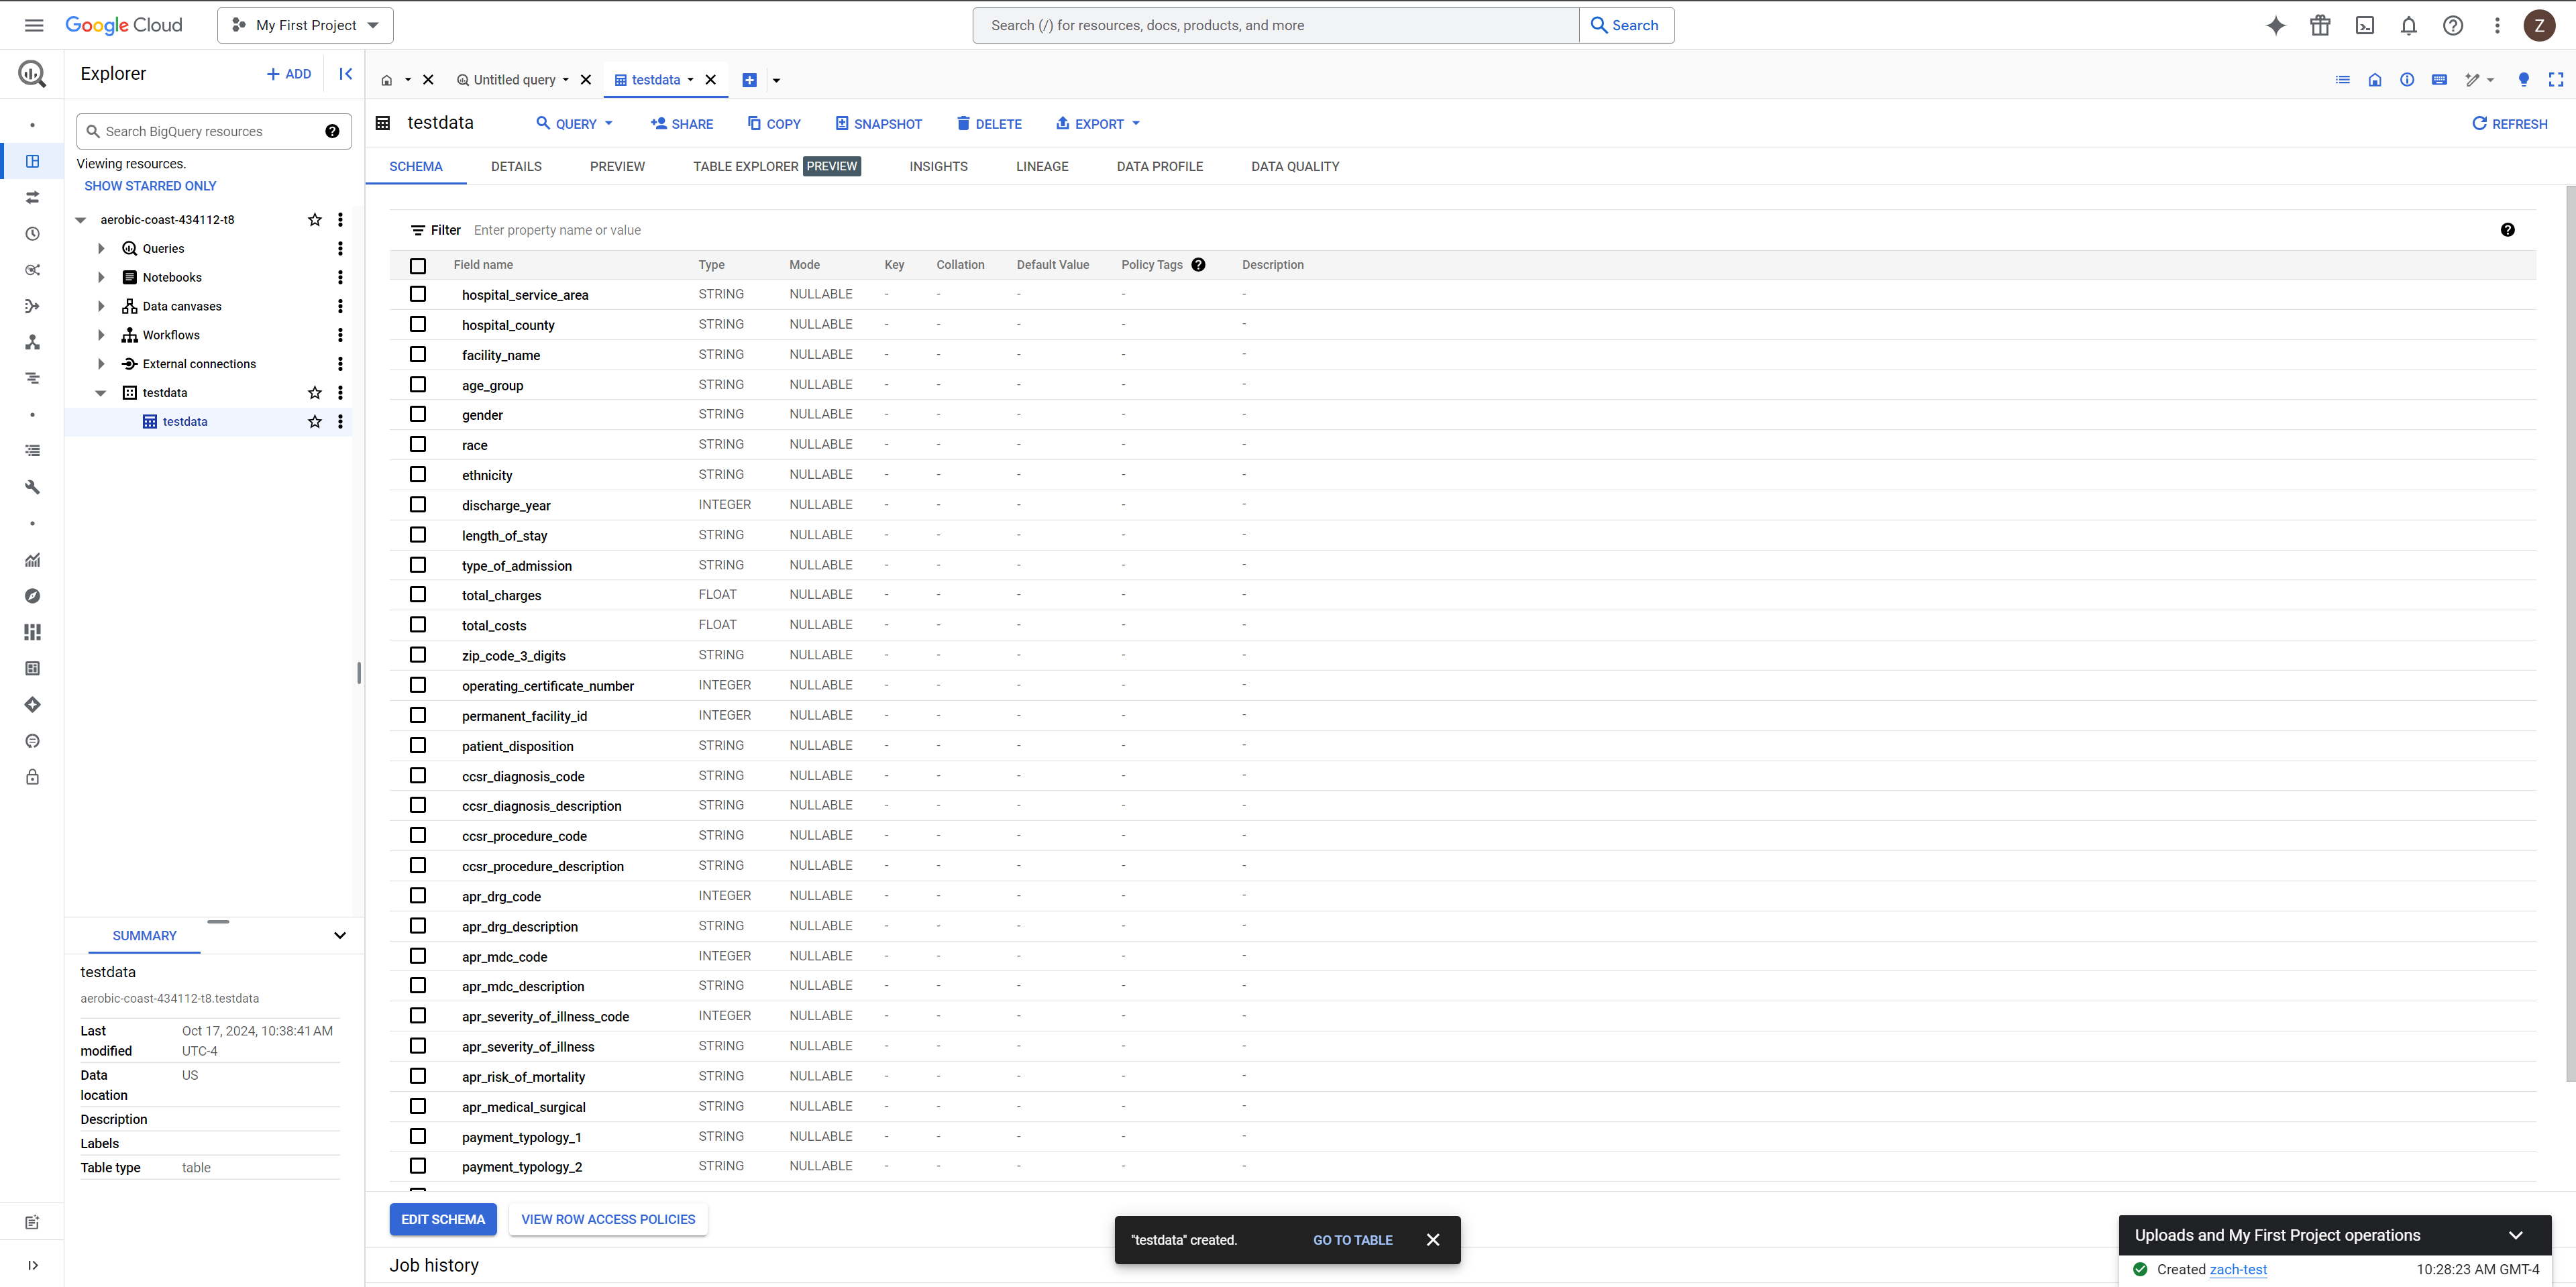 Google Cloud My First Project Search (/) for resources, docs, products, and more Search Z
Explorer + ADD
Untitled query testdata
Search BigQuery resources
Viewing resources.
SHOW STARRED ONLY
aerobic-coast-434112-t8
Queries
Notebooks
Data canvases
Workflows
External connections
testdata
testdata
SUMMARY
testdata
aerobic-coast-434112-t8.testdata
Last modified Oct 17, 2024, 10:38:41 AM UTC-4
Data location US
Description
Labels
Table type table
testdata QUERY SHARE COPY SNAPSHOT DELETE EXPORT REFRESH
SCHEMA DETAILS PREVIEW TABLE EXPLORER PREVIEW INSIGHTS LINEAGE DATA PROFILE DATA QUALITY
Filter Enter property name or value
Field name Type Mode Key Collation Default Value Policy Tags Description
hospital_service_area STRING NULLABLE - - - - -
hospital_county STRING NULLABLE - - - - -
facility_name STRING NULLABLE - - - - -
age_group STRING NULLABLE - - - - -
gender STRING NULLABLE - - - - -
race STRING NULLABLE - - - - -
ethnicity STRING NULLABLE - - - - -
discharge_year INTEGER NULLABLE - - - - -
length_of_stay STRING NULLABLE - - - - -
type_of_admission STRING NULLABLE - - - - -
total_charges FLOAT NULLABLE - - - - -
total_costs FLOAT NULLABLE - - - - -
zip_code_3_digits STRING NULLABLE - - - - -
operating_certificate_number INTEGER NULLABLE - - - - -
permanent_facility_id INTEGER NULLABLE - - - - -
patient_disposition STRING NULLABLE - - - - -
ccsr_diagnosis_code STRING NULLABLE - - - - -
ccsr_diagnosis_description STRING NULLABLE - - - - -
ccsr_procedure_code STRING NULLABLE - - - - -
ccsr_procedure_description STRING NULLABLE - - - - -
apr_drg_code INTEGER NULLABLE - - - - -
apr_drg_description STRING NULLABLE - - - - -
apr_mdc_code INTEGER NULLABLE - - - - -
apr_mdc_description STRING NULLABLE - - - - -
apr_severity_of_illness_code INTEGER NULLABLE - - - - -
apr_severity_of_illness STRING NULLABLE - - - - -
apr_risk_of_mortality STRING NULLABLE - - - - -
apr_medical_surgical STRING NULLABLE - - - - -
payment_typology_1 STRING NULLABLE - - - - -
payment_typology_2 STRING NULLABLE - - - - -
EDIT SCHEMA VIEW ROW ACCESS POLICIES
"testdata" created. GO TO TABLE
Job history
Uploads and My First Project operations
Created zach-test 10:28:23 AM GMT-4